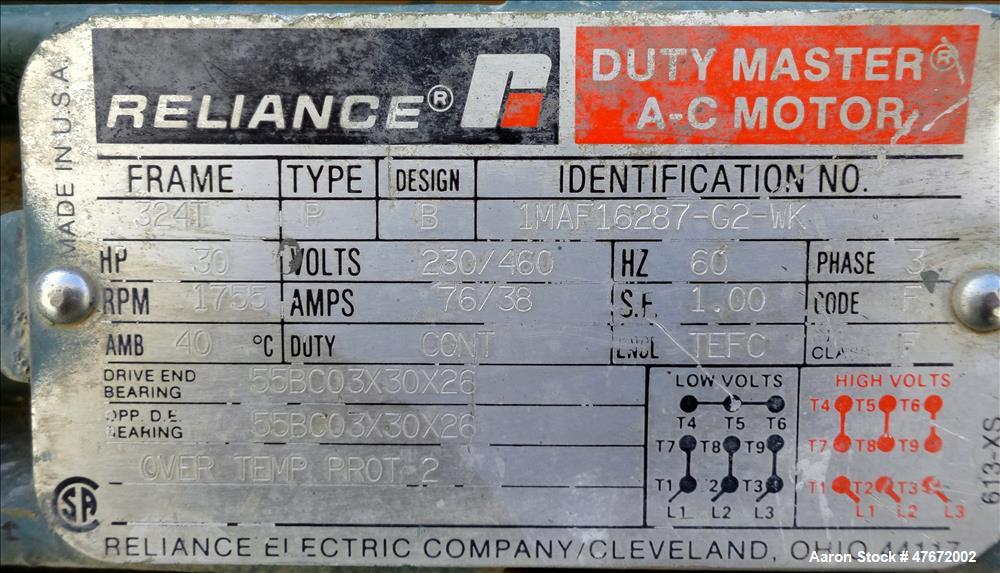 MADE IN U.S.A.
RELIANCE®
DUTY MASTER®
A-C MOTOR
FRAME TYPE DESIGN IDENTIFICATION NO.
324T P B 1MAF16287-G2-WK
HP 30 VOLTS 230/460 HZ 60 PHASE 3
RPM 1755 AMPS 76/38 S.F. 1.00 CODE F
AMB 40 °C DUTY CONT ENCL TEFC CLASS F
DRIVE END
BEARING 55BC03X30X26
OPP. D.E.
BEARING 55BC03X30X26
OVER TEMP PROT 2
LOW VOLTS
T4 T5 T6
T7 T8 T9
T1 2 T3
L1 L2 L3
HIGH VOLTS
T4 T5 T6
T7 T8 T9
T1 T2 T3
L1 L2 L3
613-XS
SA
RELIANCE ELECTRIC COMPANY/CLEVELAND, OHIO 44117
Aaron Stock # 47672002